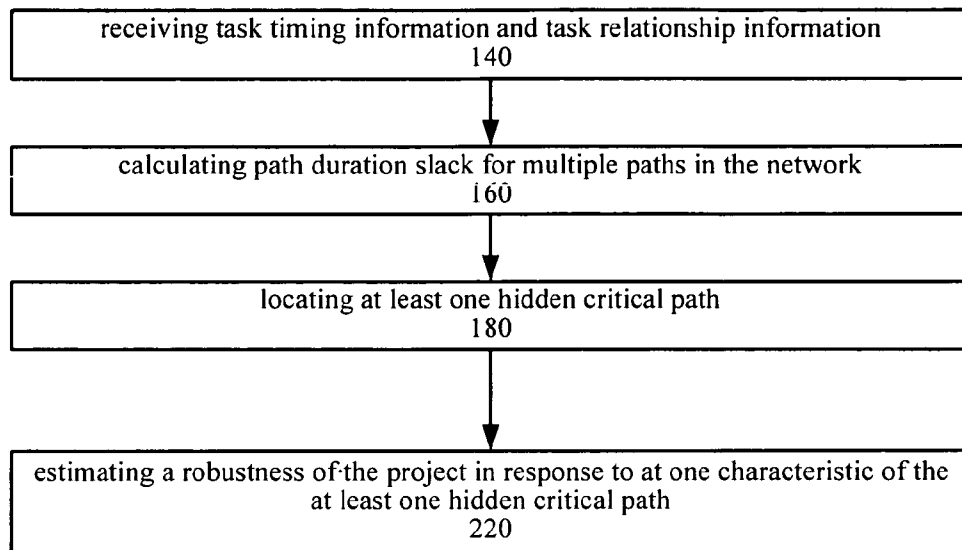 receiving task timing information and task relationship information
140
calculating path duration slack for multiple paths in the network
160
locating at least one hidden critical path
180
estimating a robustness of the project in response to at one characteristic of the
at least one hidden critical path
220